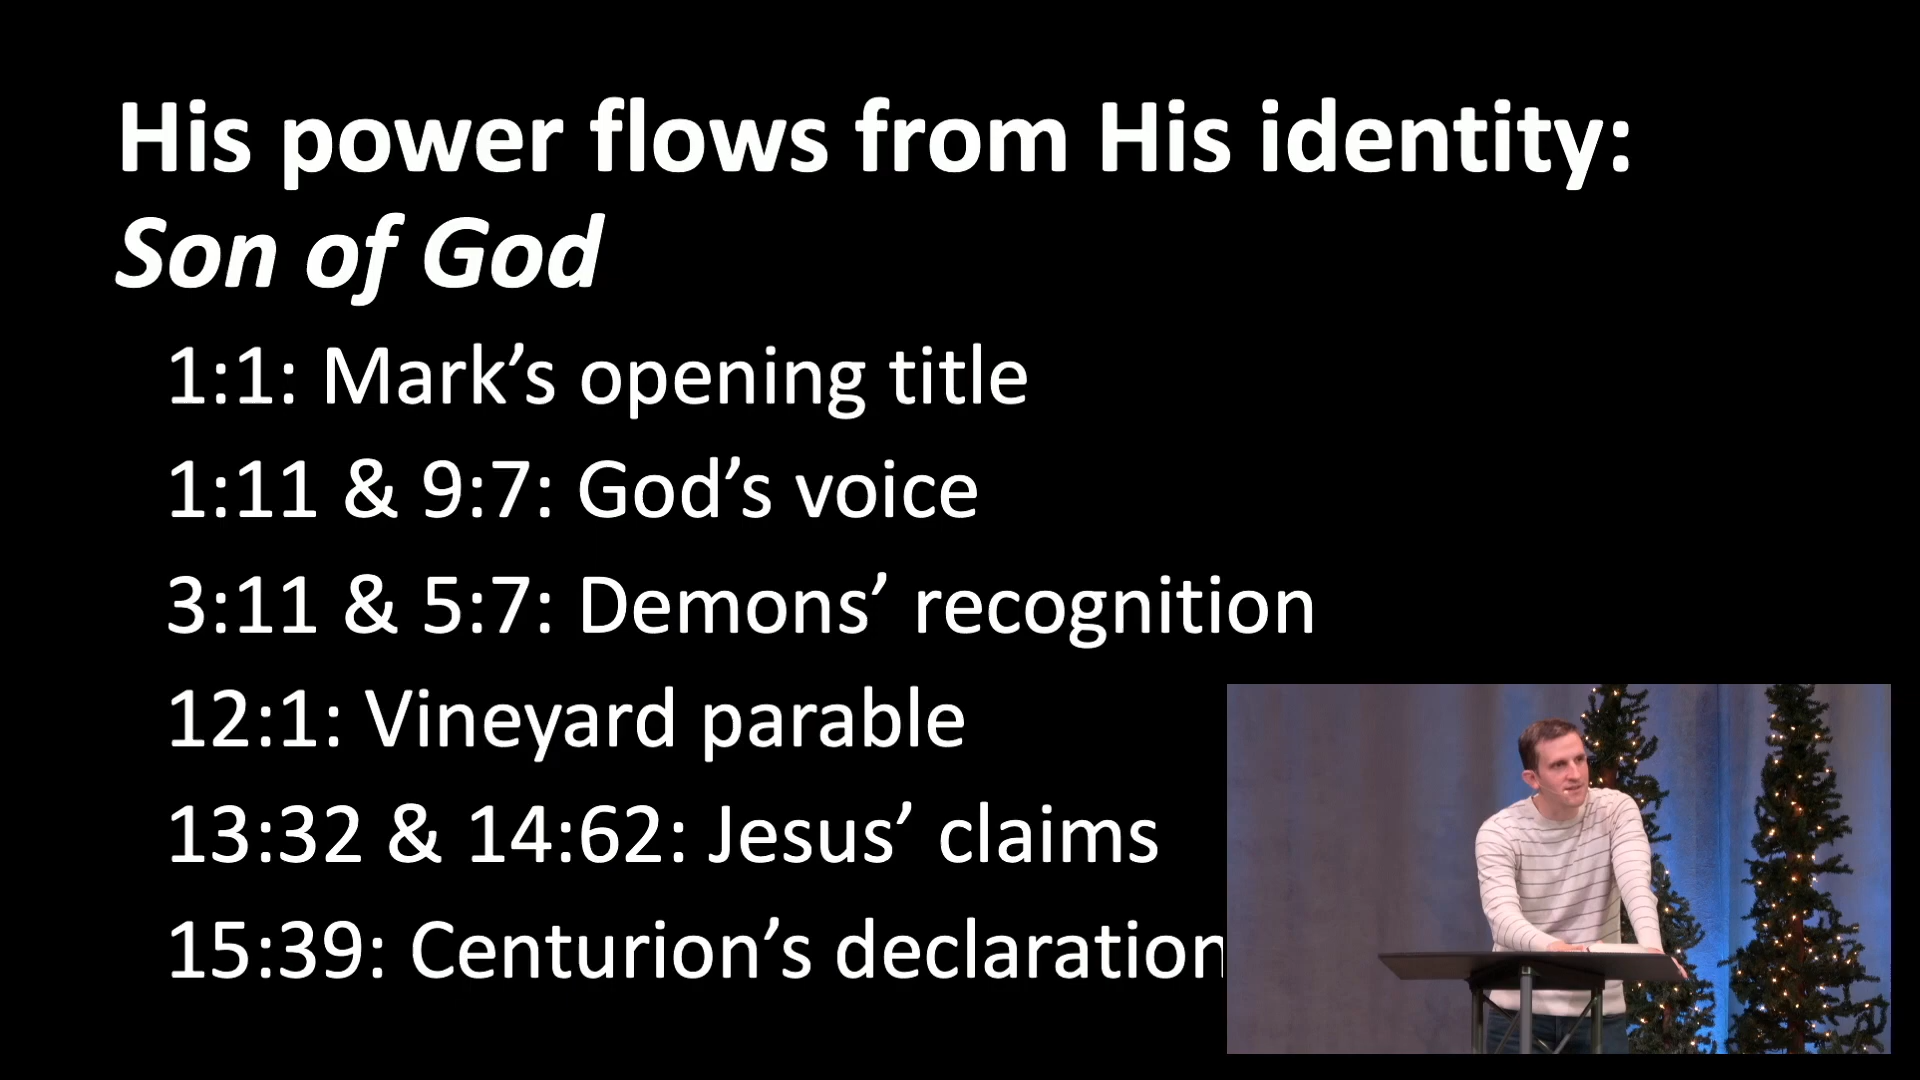 His power flows from His identity:
Son of God
1:1: Mark’s opening title
1:11 & 9:7: God’s voice
3:11 & 5:7: Demons’ recognition
12:1: Vineyard parable
13:32 & 14:62: Jesus’ claims
15:39: Centurion’s declaration